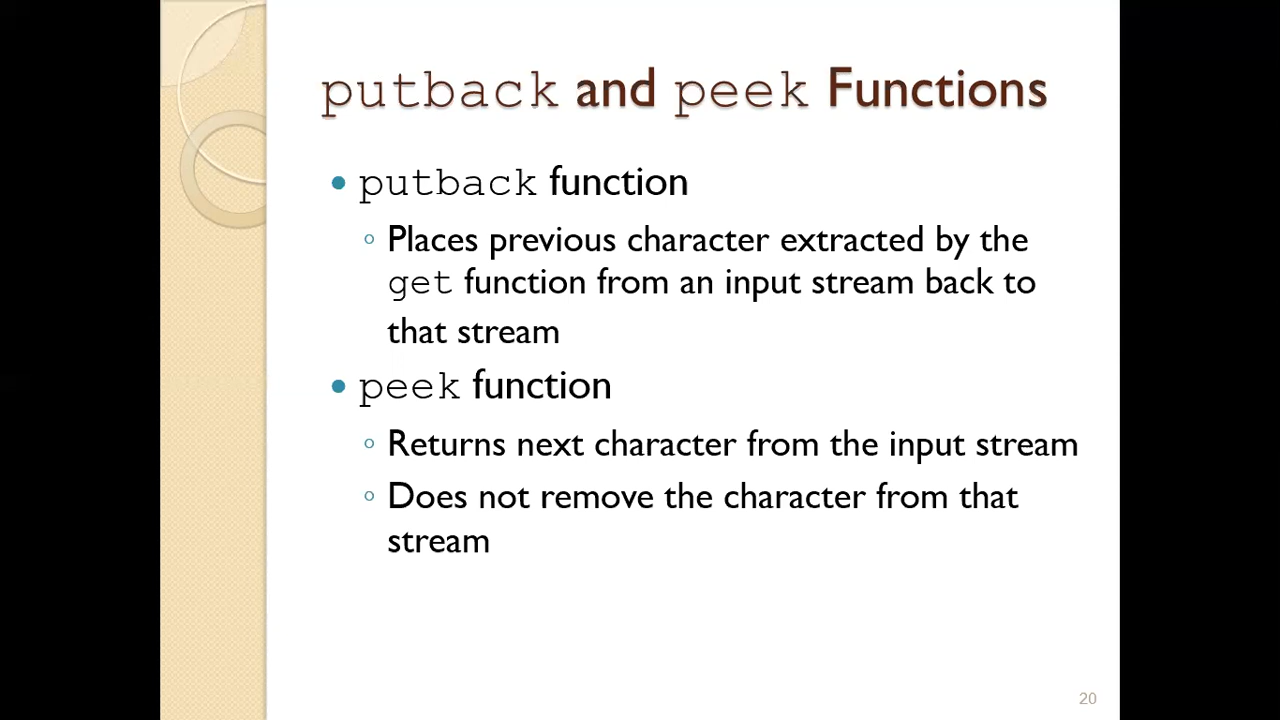 putback and peek Functions
• putback function
◦ Places previous character extracted by the
get function from an input stream back to
that stream
• peek function
◦ Returns next character from the input stream
◦ Does not remove the character from that
stream
20